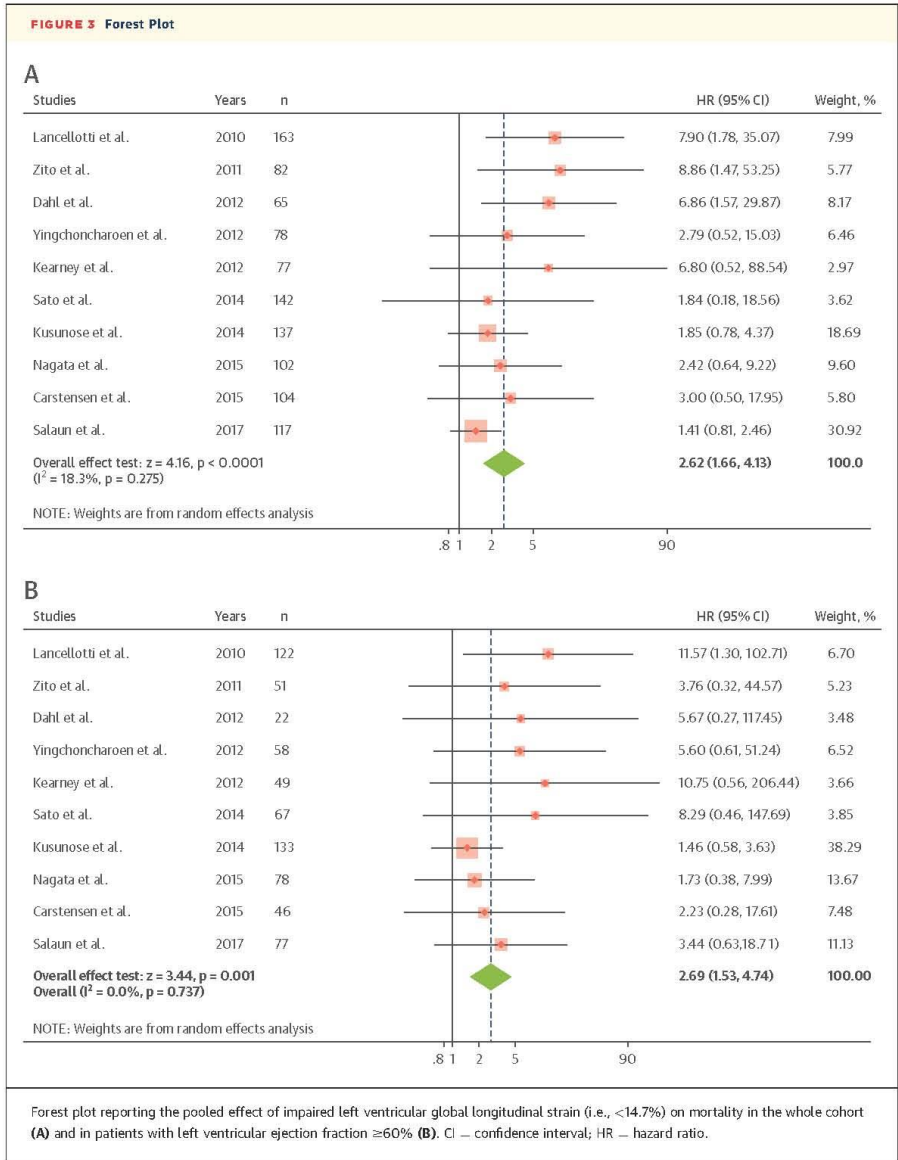 FIGURE 3 Forest Plot
A
Studies Years n HR (95% CI) Weight, %
Lancellotti et al. 2010 163 7.90 (1.78, 35.07) 7.99
Zito et al. 2011 82 8.86 (1.47, 53.25) 5.77
Dahl et al. 2012 65 6.86 (1.57, 29.87) 8.17
Yingchoncharoen et al. 2012 78 2.79 (0.52, 15.03) 6.46
Kearney et al. 2012 77 6.80 (0.52, 88.54) 2.97
Sato et al. 2014 142 1.84 (0.18, 18.56) 3.62
Kusunose et al. 2014 137 1.85 (0.78, 4.37) 18.69
Nagata et al. 2015 102 2.42 (0.64, 9.22) 9.60
Carstensen et al. 2015 104 3.00 (0.50, 17.95) 5.80
Salaun et al. 2017 117 1.41 (0.81, 2.46) 30.92
Overall effect test: z = 4.16, p < 0.0001 2.62 (1.66, 4.13) 100.0
(I² = 18.3%, p = 0.275)
NOTE: Weights are from random effects analysis
.8 1 2 5 90
B
Studies Years n HR (95% CI) Weight, %
Lancellotti et al. 2010 122 11.57 (1.30, 102.71) 6.70
Zito et al. 2011 51 3.76 (0.32, 44.57) 5.23
Dahl et al. 2012 22 5.67 (0.27, 117.45) 3.48
Yingchoncharoen et al. 2012 58 5.60 (0.61, 51.24) 6.52
Kearney et al. 2012 49 10.75 (0.56, 206.44) 3.66
Sato et al. 2014 67 8.29 (0.46, 147.69) 3.85
Kusunose et al. 2014 133 1.46 (0.58, 3.63) 38.29
Nagata et al. 2015 78 1.73 (0.38, 7.99) 13.67
Carstensen et al. 2015 46 2.23 (0.28, 17.61) 7.48
Salaun et al. 2017 77 3.44 (0.63,18.71) 11.13
Overall effect test: z = 3.44, p = 0.001 2.69 (1.53, 4.74) 100.00
Overall (I² = 0.0%, p = 0.737)
NOTE: Weights are from random effects analysis
.8 1 2 5 90
Forest plot reporting the pooled effect of impaired left ventricular global longitudinal strain (i.e., <14.7%) on mortality in the whole cohort
(A) and in patients with left ventricular ejection fraction ≥60% (B). CI = confidence interval; HR = hazard ratio.